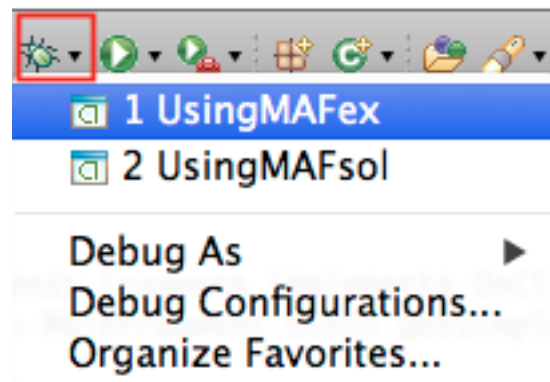 1 UsingMAFex
2 UsingMAFsol
Debug As
Debug Configurations...
Organize Favorites...